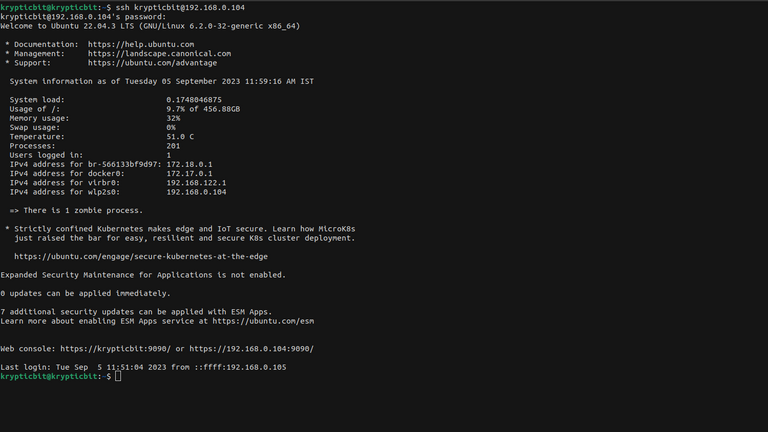 krypticbit@krypticbit:~$ ssh krypticbit@192.168.0.104
krypticbit@192.168.0.104's password:
Welcome to Ubuntu 22.04.3 LTS (GNU/Linux 6.2.0-32-generic x86_64)

 * Documentation:  https://help.ubuntu.com
 * Management:     https://landscape.canonical.com
 * Support:        https://ubuntu.com/advantage

  System information as of Tuesday 05 September 2023 11:59:16 AM IST

  System load:                      0.1748046875
  Usage of /:                       9.7% of 456.88GB
  Memory usage:                     32%
  Swap usage:                       0%
  Temperature:                      51.0 C
  Processes:                        201
  Users logged in:                  1
  IPv4 address for br-566133bf9d97: 172.18.0.1
  IPv4 address for docker0:         172.17.0.1
  IPv4 address for virbr0:          192.168.122.1
  IPv4 address for wlp2s0:          192.168.0.104

  => There is 1 zombie process.

 * Strictly confined Kubernetes makes edge and IoT secure. Learn how MicroK8s
   just raised the bar for easy, resilient and secure K8s cluster deployment.

   https://ubuntu.com/engage/secure-kubernetes-at-the-edge

Expanded Security Maintenance for Applications is not enabled.

0 updates can be applied immediately.

7 additional security updates can be applied with ESM Apps.
Learn more about enabling ESM Apps service at https://ubuntu.com/esm

Web console: https://krypticbit:9090/ or https://192.168.0.104:9090/

Last login: Tue Sep  5 11:51:04 2023 from ::ffff:192.168.0.105
krypticbit@krypticbit:~$